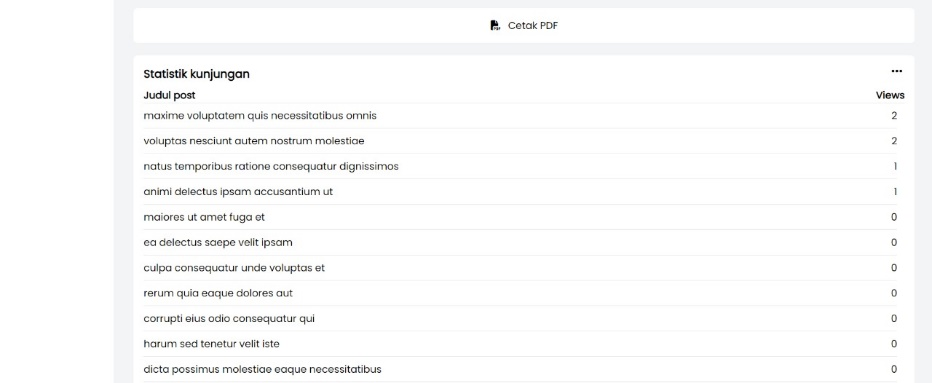 Cetak PDF
Statistik kunjungan
Judul post Views
maxime voluptatem quis necessitatibus omnis 2
voluptas nesciunt autem nostrum molestiae 2
natus temporibus ratione consequatur dignissimos 1
animi delectus ipsam accusantium ut 1
maiores ut amet fuga et 0
ea delectus saepe velit ipsam 0
culpa consequatur unde voluptas et 0
rerum quia eaque dolores aut 0
corrupti eius odio consequatur qui 0
harum sed tenetur velit iste 0
dicta possimus molestiae eaque necessitatibus 0